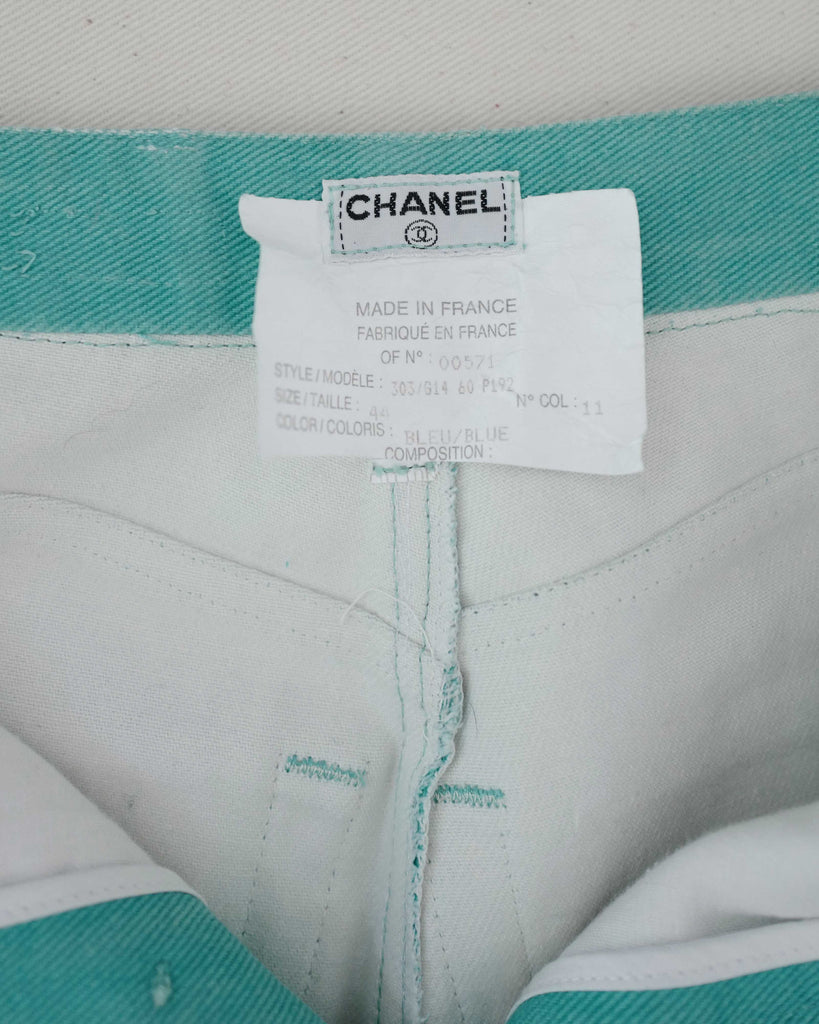 CHANEL
MADE IN FRANCE
FABRIQUÉ EN FRANCE
OF N° : 00571
STYLE/MODÈLE : 303/G14 60 P192
SIZE/TAILLE : 44 N° COL : 11
COLOR/COLORIS : BLEU/BLUE
COMPOSITION :